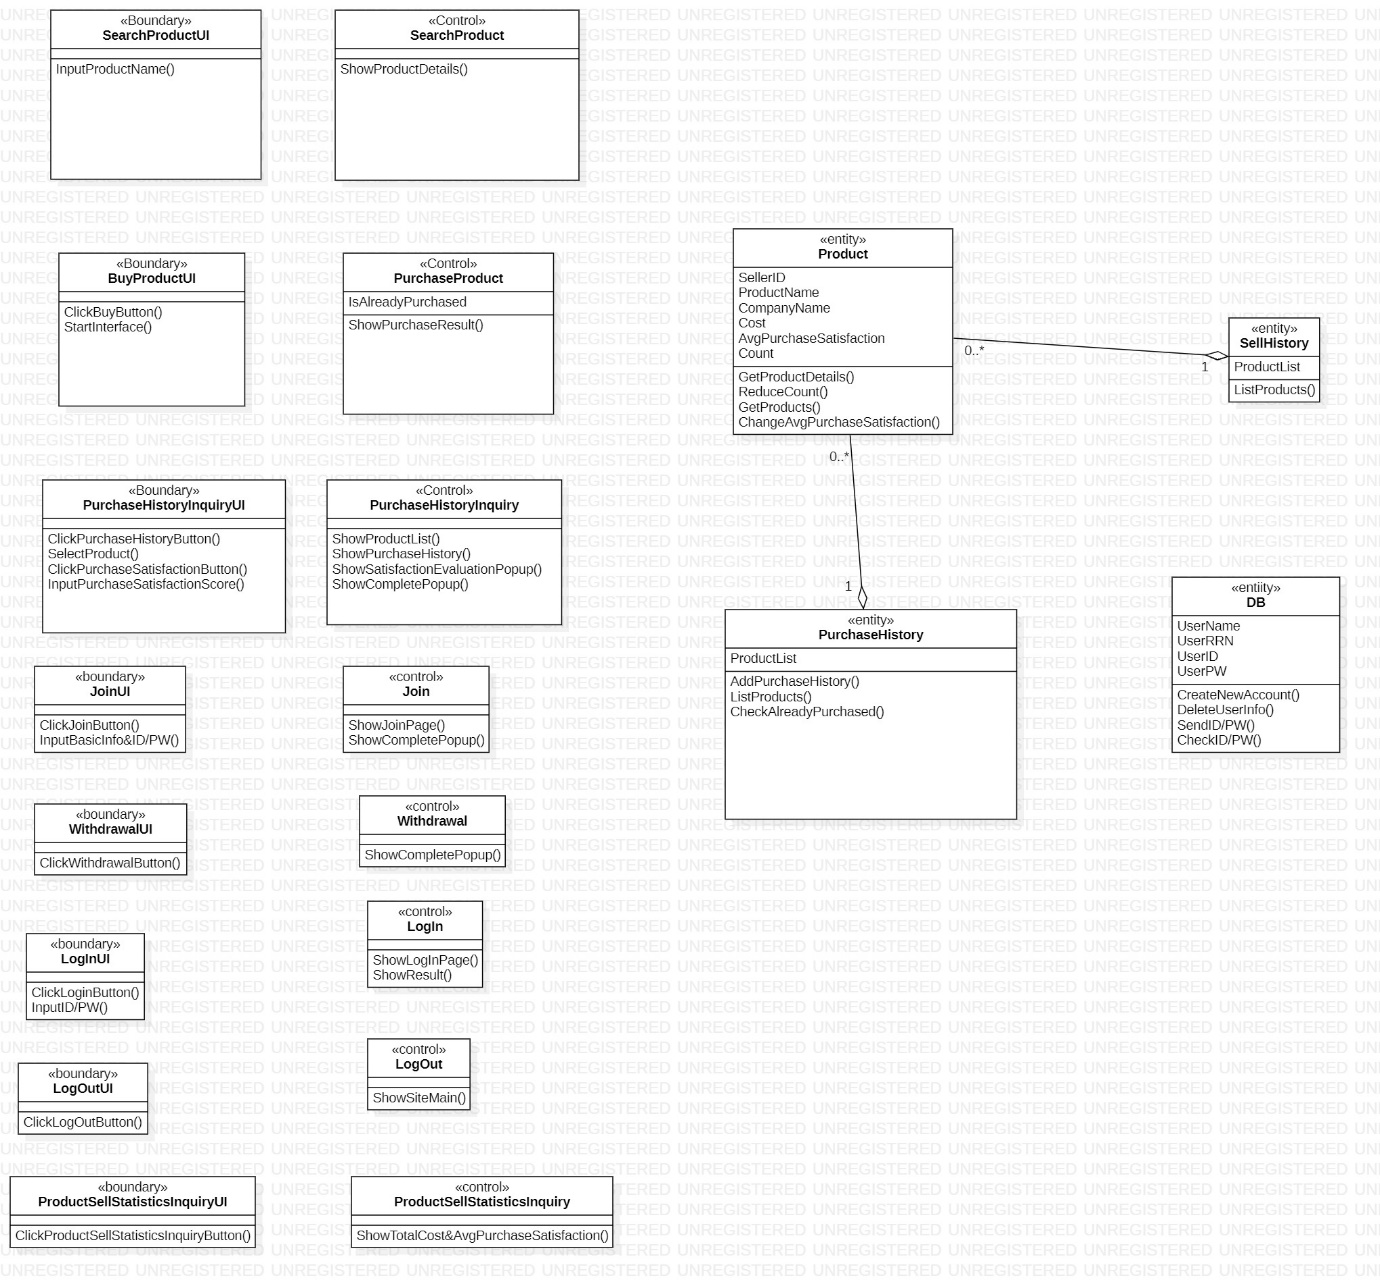 «Boundary»
SearchProductUI
InputProductName()
«Control»
SearchProduct
ShowProductDetails()
«Boundary»
BuyProductUI
ClickBuyButton()
StartInterface()
«Control»
PurchaseProduct
IsAlreadyPurchased
ShowPurchaseResult()
«entity»
Product
SellerID
ProductName
CompanyName
Cost
AvgPurchaseSatisfaction
Count
GetProductDetails()
ReduceCount()
GetProducts()
ChangeAvgPurchaseSatisfaction()
0..*
1
«entity»
SellHistory
ProductList
ListProducts()
0..*
1
«Boundary»
PurchaseHistoryInquiryUI
ClickPurchaseHistoryButton()
SelectProduct()
ClickPurchaseSatisfactionButton()
InputPurchaseSatisfactionScore()
«Control»
PurchaseHistoryInquiry
ShowProductList()
ShowPurchaseHistory()
ShowSatisfactionEvaluationPopup()
ShowCompletePopup()
«entity»
PurchaseHistory
ProductList
AddPurchaseHistory()
ListProducts()
CheckAlreadyPurchased()
«entiity»
DB
UserName
UserRRN
UserID
UserPW
CreateNewAccount()
DeleteUserInfo()
SendID/PW()
CheckID/PW()
«boundary»
JoinUI
ClickJoinButton()
InputBasicInfo&ID/PW()
«control»
Join
ShowJoinPage()
ShowCompletePopup()
«boundary»
WithdrawalUI
ClickWithdrawalButton()
«control»
Withdrawal
ShowCompletePopup()
«boundary»
LogInUI
ClickLoginButton()
InputID/PW()
«control»
LogIn
ShowLogInPage()
ShowResult()
«boundary»
LogOutUI
ClickLogOutButton()
«control»
LogOut
ShowSiteMain()
«boundary»
ProductSellStatisticsInquiryUI
ClickProductSellStatisticsInquiryButton()
«control»
ProductSellStatisticsInquiry
ShowTotalCost&AvgPurchaseSatisfaction()
UNREGISTERED